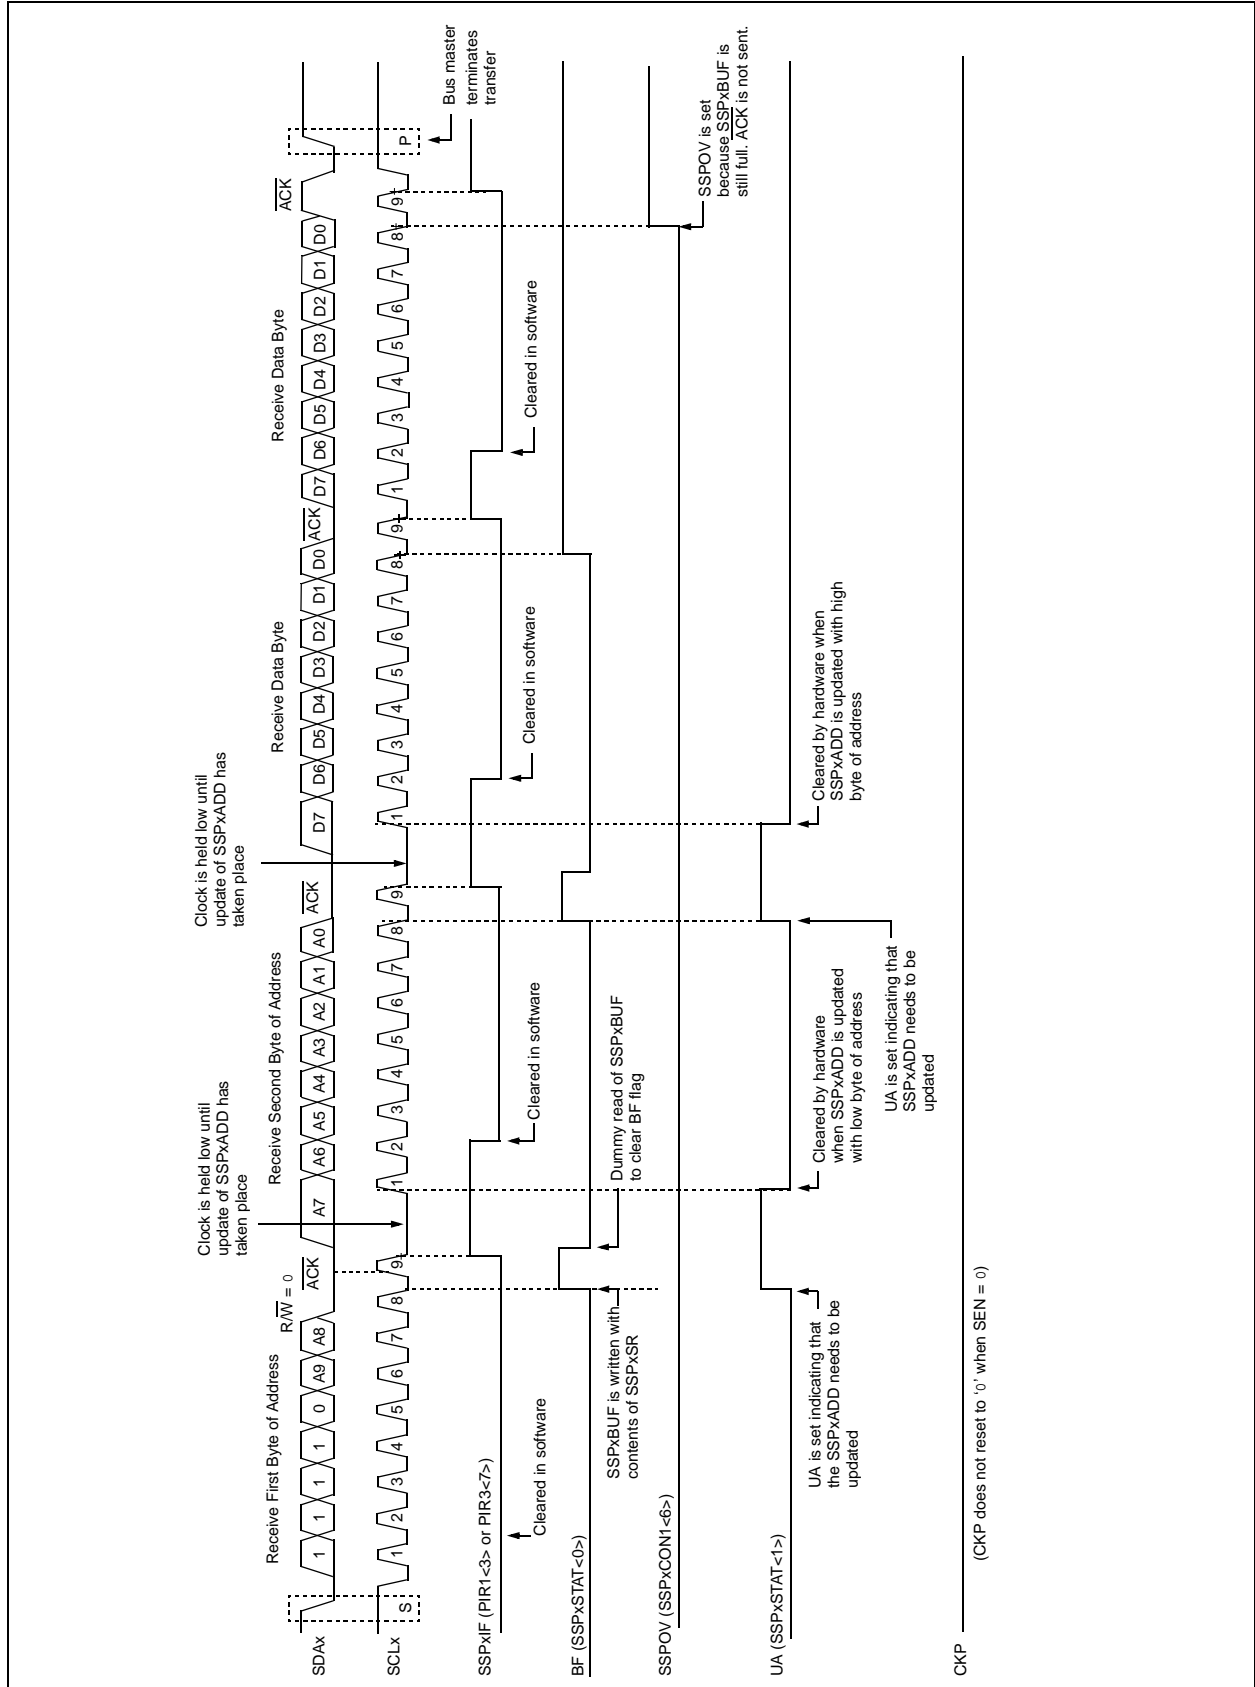 Receive First Byte of Address
R/W = 0
ACK
Clock is held low until
update of SSPxADD has
taken place
Receive Second Byte of Address
ACK
Clock is held low until
update of SSPxADD has
taken place
Receive Data Byte
ACK
Receive Data Byte
ACK
SDAx
1 1 1 1 0 A9 A8
A7 A6 A5 A4 A3 A2 A1 A0
D7 D6 D5 D4 D3 D2 D1 D0
D7 D6 D5 D4 D3 D2 D1 D0
SCLx
S
1 2 3 4 5 6 7 8 9
1 2 3 4 5 6 7 8 9
1 2 3 4 5 6 7 8 9
1 2 3 4 5 6 7 8 9
P
Bus master
terminates
transfer
SSPxIF (PIR1<3> or PIR3<7>)
Cleared in software
Cleared in software
Cleared in software
Cleared in software
BF (SSPxSTAT<0>)
SSPxBUF is written with
contents of SSPxSR
Dummy read of SSPxBUF
to clear BF flag
SSPOV (SSPxCON1<6>)
SSPOV is set
because SSPxBUF is
still full. ACK is not sent.
UA (SSPxSTAT<1>)
UA is set indicating that
the SSPxADD needs to be
updated
Cleared by hardware
when SSPxADD is updated
with low byte of address
UA is set indicating that
SSPxADD needs to be
updated
Cleared by hardware when
SSPxADD is updated with high
byte of address
CKP
(CKP does not reset to ‘0’ when SEN = 0)